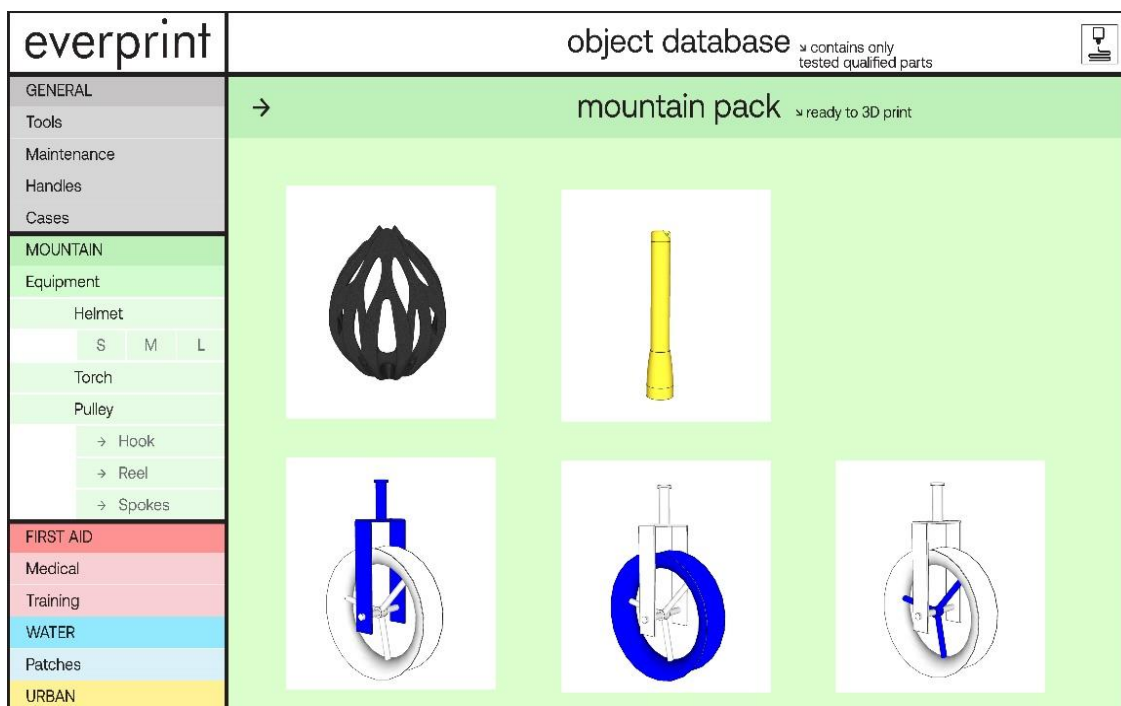 everprint
object database ↘ contains only
tested qualified parts
GENERAL
Tools
Maintenance
Handles
Cases
MOUNTAIN
Equipment
Helmet
S M L
Torch
Pulley
→ Hook
→ Reel
→ Spokes
FIRST AID
Medical
Training
WATER
Patches
URBAN
→ mountain pack ↘ ready to 3D print